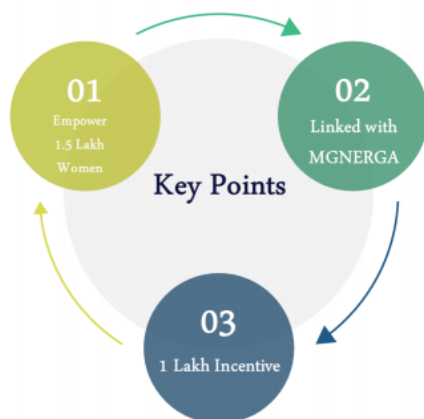 01
Empower
1.5 Lakh
Women
02
Linked with
MGNERGA
Key Points
03
1 Lakh Incentive